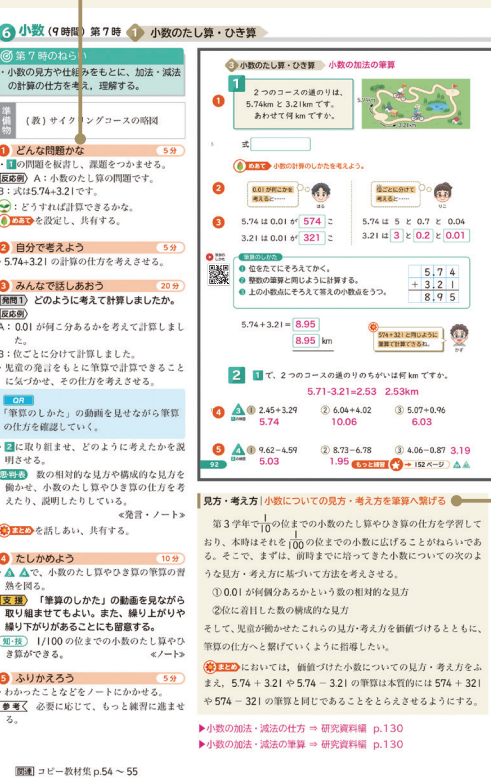 6 小数(9時間) 第7時 1 小数のたし算・ひき算
第7時のねらい
・小数の見方や仕組みをもとに、加法・減法
の計算の仕方を考え,理解する。
準備物
(教)サイクリングコースの略図
1 どんな問題かな 5分
・1の問題を板書し、課題をつかませる。
反応例 A:小数のたし算の問題です。
B:式は5.74+3.21です。
:どうすれば計算できるかな。
めあてを設定し、共有する。
2 自分で考えよう 5分
・5.74+3.21の計算の仕方を考えさせる。
3 みんなで話しあおう 20分
発問1 どのように考えて計算しましたか。
反応例
A:0.01が何こ分あるかを考えて計算しまし
た。
B:位ごとに分けて計算しました。
・児童の発言をもとに筆算で計算できること
に気づかせ、その仕方を考えさせる。
QR
「筆算のしかた」の動画を見せながら筆算
の仕方を確認していく。
・2に取り組ませ、どのように考えたかを説
明させる。
思判表 数の相対的な見方や構成的な見方を
働かせ、小数のたし算やひき算の仕方を考
えたり、説明したりしている。
≪発言・ノート≫
まとめを話しあい、共有する。
4 たしかめよう 10分
・で、小数のたし算やひき算の筆算の習
熟を図る。
支援 「筆算のしかた」の動画を見ながら
取り組ませてもよい。また、繰り上がりや
繰り下がりがあることにも留意する。
知・技 1/100の位までの小数のたし算やひ
き算ができる。 ≪ノート≫
5 ふりかえろう 5分
・わかったことなどをノートにかかせる。
参考 必要に応じて、もっと練習に進ませ
る。
関連 コピー教材集p.54~55
3 小数のたし算・ひき算 小数の加法の筆算
1
1 2つのコースの道のりは、
5.74kmと3.21kmです。
あわせて何kmですか。
5.74km
3.21km
式
めあて 小数の計算のしかたを考えよう。
2
0.01が何こかを
考えると……
はると
位ごとに分けて
考えると……
3 5.74は0.01が 574 こ
3.21は0.01が 321 こ
5.74は 5 と 0.7 と 0.04
3.21は 3 と 0.2 と 0.01
筆算のしかた
1 位をたてにそろえてかく。
2 整数の筆算と同じように計算する。
3 上の小数点にそろえて答えの小数点をうつ。
5.74
+ 3.21
8.95
5.74+3.21= 8.95
8.95 km
574+321と同じように
筆算で計算できるね。
かず
2 1で、2つのコースの道のりのちがいは何kmですか。
5.71-3.21=2.53 2.53km
4 3 ① 2.45+3.29 ② 6.04+4.02 ③ 5.07+0.96
5.74 10.06 6.03
5 4 ① 9.62-4.59 ② 8.73-6.78 ③ 4.06-0.87 3.19
5.03 1.95 もっと練習 → 152ページ
92
見方・考え方 小数についての見方・考え方を筆算へ繋げる
第3学年で1/10の位までの小数のたし算やひき算の仕方を学習して
おり、本時はそれを1/100の位までの小数に広げることがねらいであ
る。そこで、まずは、前時までに培ってきた小数についての次のよ
うな見方・考え方に基づいて方法を考えさせる。
①0.01が何個分あるかという数の相対的な見方
②位に着目した数の構成的な見方
そして、児童が働かせたこれらの見方・考え方を価値づけるとともに、
筆算の仕方へと繋げていくように指導したい。
まとめにおいては、価値づけた小数についての見方・考え方をふ
まえ、5.74+3.21や5.74-3.21の筆算は本質的には574+321
や574-321の筆算と同じであることをとらえさせるようにする。
▶小数の加法・減法の仕方 ⇒ 研究資料編 p.130
▶小数の加法・減法の筆算 ⇒ 研究資料編 p.130